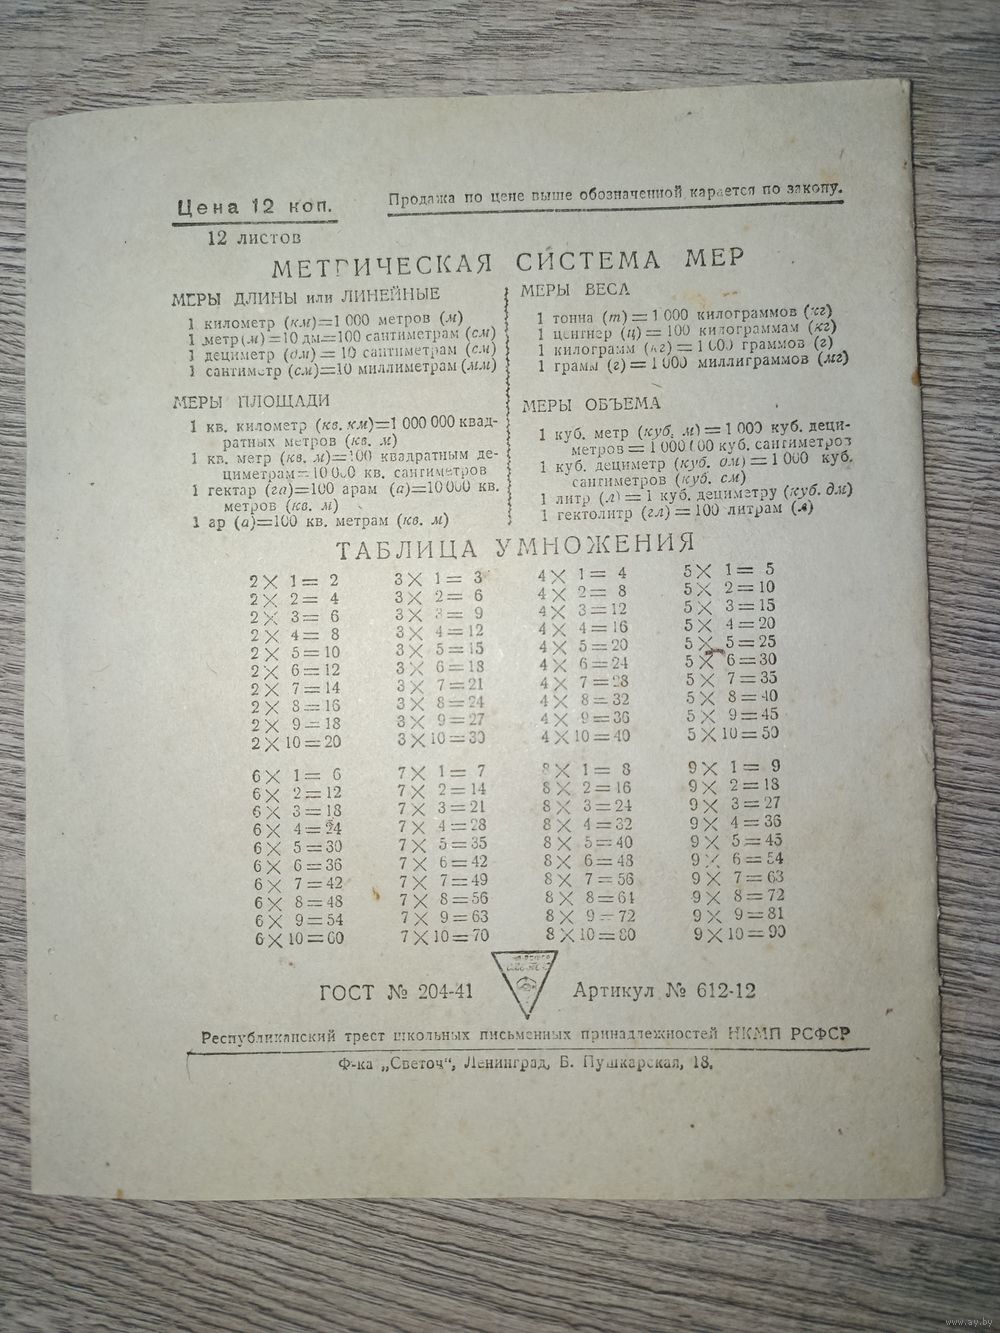 Цена 12 коп.
Продажа по цене выше обозначенной карается по закону.
12 листов
МЕТРИЧЕСКАЯ СИСТЕМА МЕР
МЕРЫ ДЛИНЫ или ЛИНЕЙНЫЕ
1 километр (км)=1 000 метров (м)
1 метр (м)=10 дм=100 сантиметрам (см)
1 дециметр (дм) = 10 сантиметрам (см)
1 сантиметр (см)=10 миллиметрам (мм)
МЕРЫ ПЛОЩАДИ
1 кв. километр (кв. км)=1 000 000 квад-
ратных метров (кв. м)
1 кв. метр (кв. м)=100 квадратным де-
циметрам=10 000 кв. сантиметров
1 гектар (га)=100 арам (а)=10 000 кв.
метров (кв. м)
1 ар (а)=100 кв. метрам (кв. м)
МЕРЫ ВЕСА
1 тонна (т) = 1 000 килограммов (кг)
1 центнер (ц) = 100 килограммам (кг)
1 килограмм (кг) = 1 000 граммов (г)
1 грамм (г) = 1 000 миллиграммов (мг)
МЕРЫ ОБЪЕМА
1 куб. метр (куб. м) = 1 000 куб. деци-
метров = 1 000 000 куб. сантиметров
1 куб. дециметр (куб. дм) = 1 000 куб.
сантиметров (куб. см)
1 литр (л) = 1 куб. дециметру (куб. дм)
1 гектолитр (гл) = 100 литрам (л)
ТАБЛИЦА УМНОЖЕНИЯ
2 × 1 = 2 3 × 1 = 3 4 × 1 = 4 5 × 1 = 5
2 × 2 = 4 3 × 2 = 6 4 × 2 = 8 5 × 2 = 10
2 × 3 = 6 3 × 3 = 9 4 × 3 = 12 5 × 3 = 15
2 × 4 = 8 3 × 4 = 12 4 × 4 = 16 5 × 4 = 20
2 × 5 = 10 3 × 5 = 15 4 × 5 = 20 5 × 5 = 25
2 × 6 = 12 3 × 6 = 18 4 × 6 = 24 5 × 6 = 30
2 × 7 = 14 3 × 7 = 21 4 × 7 = 28 5 × 7 = 35
2 × 8 = 16 3 × 8 = 24 4 × 8 = 32 5 × 8 = 40
2 × 9 = 18 3 × 9 = 27 4 × 9 = 36 5 × 9 = 45
2 × 10 = 20 3 × 10 = 30 4 × 10 = 40 5 × 10 = 50
6 × 1 = 6 7 × 1 = 7 8 × 1 = 8 9 × 1 = 9
6 × 2 = 12 7 × 2 = 14 8 × 2 = 16 9 × 2 = 18
6 × 3 = 18 7 × 3 = 21 8 × 3 = 24 9 × 3 = 27
6 × 4 = 24 7 × 4 = 28 8 × 4 = 32 9 × 4 = 36
6 × 5 = 30 7 × 5 = 35 8 × 5 = 40 9 × 5 = 45
6 × 6 = 36 7 × 6 = 42 8 × 6 = 48 9 × 6 = 54
6 × 7 = 42 7 × 7 = 49 8 × 7 = 56 9 × 7 = 63
6 × 8 = 48 7 × 8 = 56 8 × 8 = 64 9 × 8 = 72
6 × 9 = 54 7 × 9 = 63 8 × 9 = 72 9 × 9 = 81
6 × 10 = 60 7 × 10 = 70 8 × 10 = 80 9 × 10 = 90
ГОСТ № 204-41
Артикул № 612-12
Республиканский трест школьных письменных принадлежностей НКМП РСФСР
Ф-ка „Светоч“, Ленинград, Б. Пушкарская, 18.
www.ay.by